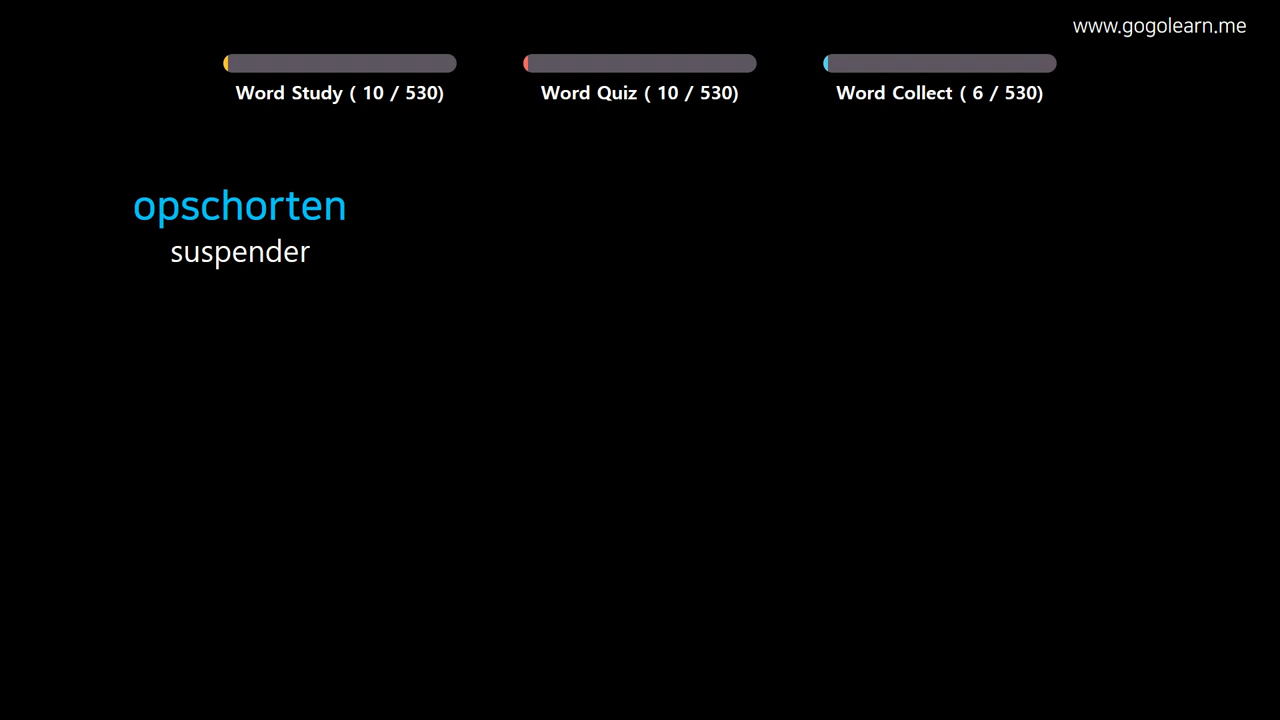 www.gogolearn.me
Word Study ( 10 / 530)
Word Quiz ( 10 / 530)
Word Collect ( 6 / 530)
opschorten
suspender